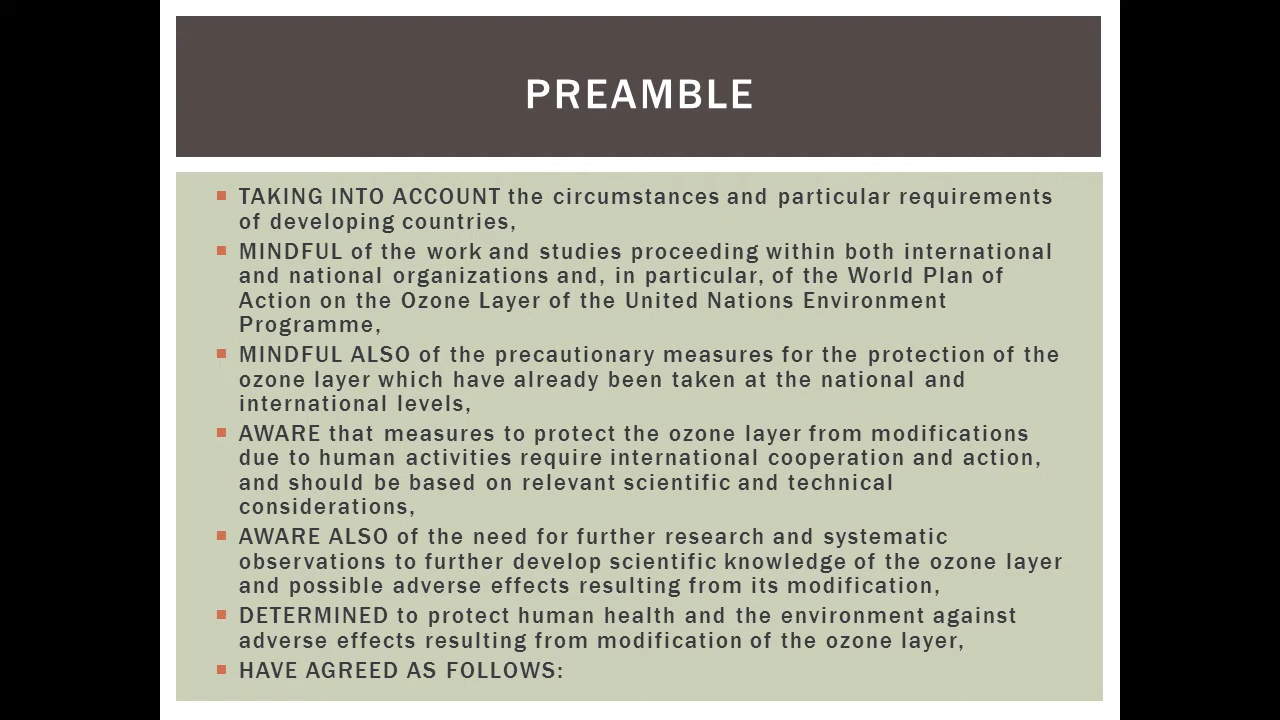 PREAMBLE
TAKING INTO ACCOUNT the circumstances and particular requirements
of developing countries,
MINDFUL of the work and studies proceeding within both international
and national organizations and, in particular, of the World Plan of
Action on the Ozone Layer of the United Nations Environment
Programme,
MINDFUL ALSO of the precautionary measures for the protection of the
ozone layer which have already been taken at the national and
international levels,
AWARE that measures to protect the ozone layer from modifications
due to human activities require international cooperation and action,
and should be based on relevant scientific and technical
considerations,
AWARE ALSO of the need for further research and systematic
observations to further develop scientific knowledge of the ozone layer
and possible adverse effects resulting from its modification,
DETERMINED to protect human health and the environment against
adverse effects resulting from modification of the ozone layer,
HAVE AGREED AS FOLLOWS: